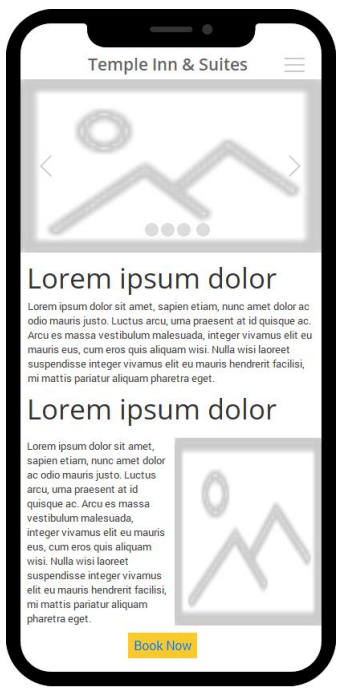 Temple Inn & Suites
Lorem ipsum dolor
Lorem ipsum dolor sit amet, sapien etiam, nunc amet dolor ac
odio mauris justo. Luctus arcu, urna praesent at id quisque ac.
Arcu es massa vestibulum malesuada, integer vivamus elit eu
mauris eus, cum eros quis aliquam wisi. Nulla wisi laoreet
suspendisse integer vivamus elit eu mauris hendrerit facilisi,
mi mattis pariatur aliquam pharetra eget.
Lorem ipsum dolor
Lorem ipsum dolor sit amet,
sapien etiam, nunc amet dolor
ac odio mauris justo. Luctus
arcu, urna praesent at id
quisque ac. Arcu es massa
vestibulum malesuada,
integer vivamus elit eu mauris
eus, cum eros quis aliquam
wisi. Nulla wisi laoreet
suspendisse integer vivamus
elit eu mauris hendrerit facilisi,
mi mattis pariatur aliquam
pharetra eget.
Book Now